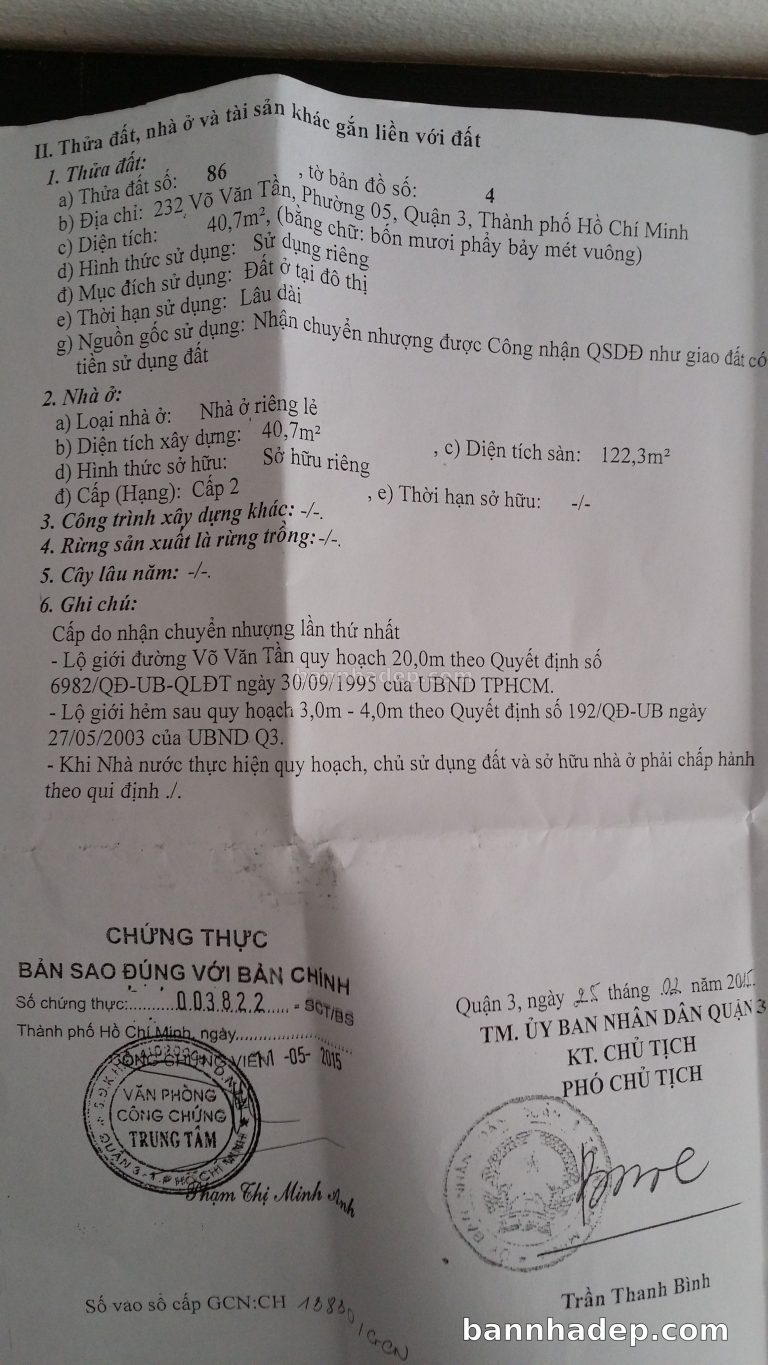 II. Thửa đất, nhà ở và tài sản khác gắn liền với đất
1. Thửa đất:
a) Thửa đất số: 86 , tờ bản đồ số: 4
b) Địa chỉ: 232 Võ Văn Tần, Phường 05, Quận 3, Thành phố Hồ Chí Minh
c) Diện tích: 40,7m², (bằng chữ: bốn mươi phẩy bảy mét vuông)
d) Hình thức sử dụng: Sử dụng riêng
đ) Mục đích sử dụng: Đất ở tại đô thị
e) Thời hạn sử dụng: Lâu dài
g) Nguồn gốc sử dụng: Nhận chuyển nhượng được Công nhận QSDĐ như giao đất có
tiền sử dụng đất
2. Nhà ở:
a) Loại nhà ở: Nhà ở riêng lẻ
b) Diện tích xây dựng: 40,7m² , c) Diện tích sàn: 122,3m²
d) Hình thức sở hữu: Sở hữu riêng
đ) Cấp (Hạng): Cấp 2 , e) Thời hạn sở hữu: -/-
3. Công trình xây dựng khác: -/-.
4. Rừng sản xuất là rừng trồng: -/-.
5. Cây lâu năm: -/-.
6. Ghi chú:
Cấp do nhận chuyển nhượng lần thứ nhất
- Lộ giới đường Võ Văn Tần quy hoạch 20,0m theo Quyết định số
6982/QĐ-UB-QLĐT ngày 30/09/1995 của UBND TPHCM.
bannhadep.com
- Lộ giới hẻm sau quy hoạch 3,0m - 4,0m theo Quyết định số 192/QĐ-UB ngày
27/05/2003 của UBND Q3.
- Khi Nhà nước thực hiện quy hoạch, chủ sử dụng đất và sở hữu nhà ở phải chấp hành
theo qui định ./.
CHỨNG THỰC
BẢN SAO ĐÚNG VỚI BẢN CHÍNH
Số chứng thực:.........003822..... - SCT/BS
Thành phố Hồ Chí Minh, ngày....................
CÔNG CHỨNG VIÊN -05- 2015
VĂN PHÒNG
CÔNG CHỨNG
TRUNG TÂM
QUẬN 3 - T.P HỒ CHÍ MINH
Phạm Thị Minh Anh
Quận 3, ngày 25 tháng 02 năm 2015
TM. ỦY BAN NHÂN DÂN QUẬN 3
KT. CHỦ TỊCH
PHÓ CHỦ TỊCH
Trần Thanh Bình
Số vào sổ cấp GCN:CH
bannhadep.com